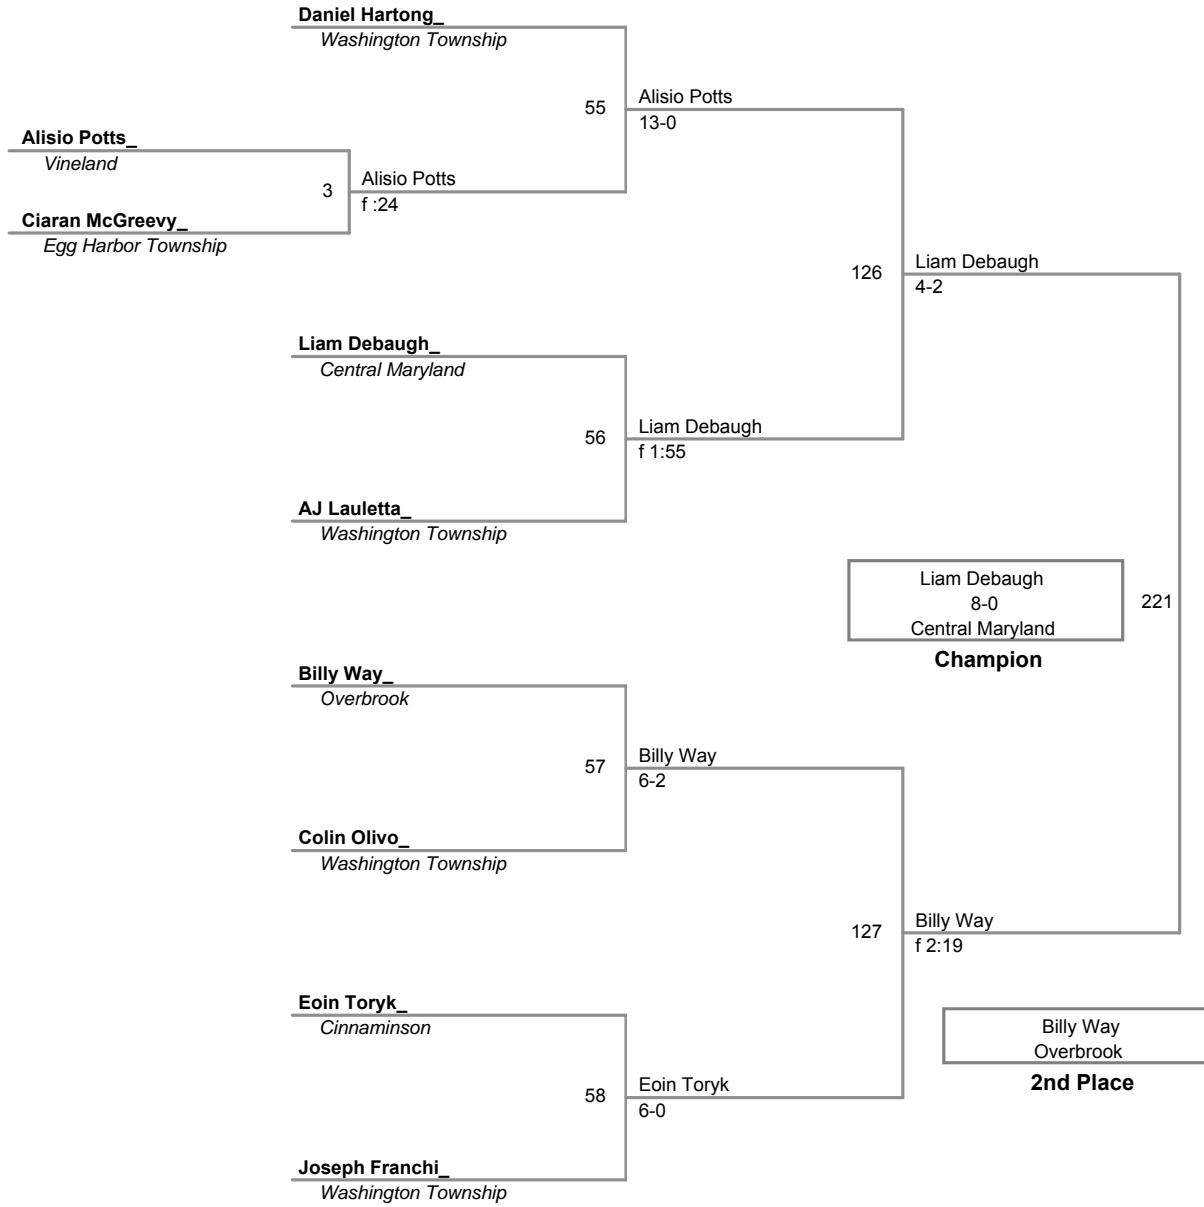 Daniel Hartong_
Washington Township
55
Alisio Potts
13-0
Alisio Potts_
Vineland
3
Alisio Potts
f :24
Ciaran McGreevy_
Egg Harbor Township
126
Liam Debaugh
4-2
Liam Debaugh_
Central Maryland
56
Liam Debaugh
f 1:55
AJ Lauletta_
Washington Township
Liam Debaugh
8-0
Central Maryland
Champion
221
Billy Way_
Overbrook
57
Billy Way
6-2
Colin Olivo_
Washington Township
127
Billy Way
f 2:19
Eoin Toryk_
Cinnaminson
Billy Way
Overbrook
2nd Place
58
Eoin Toryk
6-0
Joseph Franchi_
Washington Township